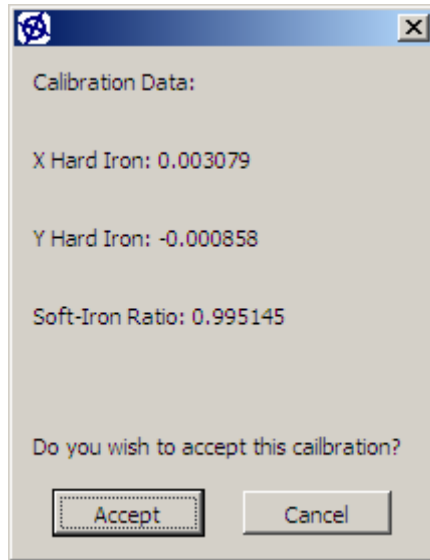 Calibration Data:
X Hard Iron: 0.003079
Y Hard Iron: -0.000858
Soft-Iron Ratio: 0.995145
Do you wish to accept this cailbration?
Accept Cancel